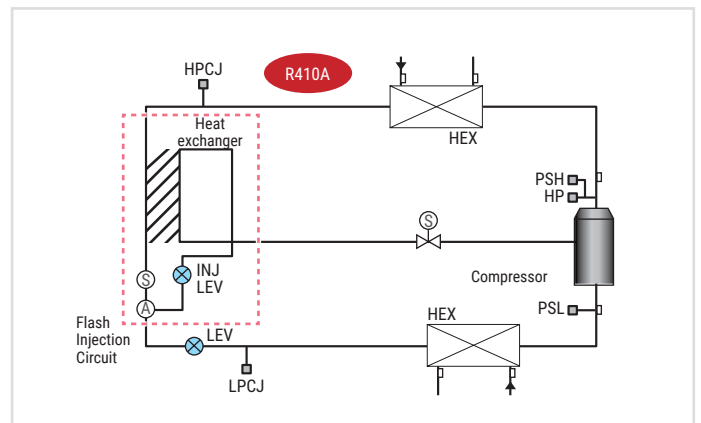 HPCJ
R410A
Heat
exchanger
HEX
PSH
HP
S
S
INJ
LEV
Compressor
A
PSL
HEX
Flash
Injection
Circuit
LEV
LPCJ